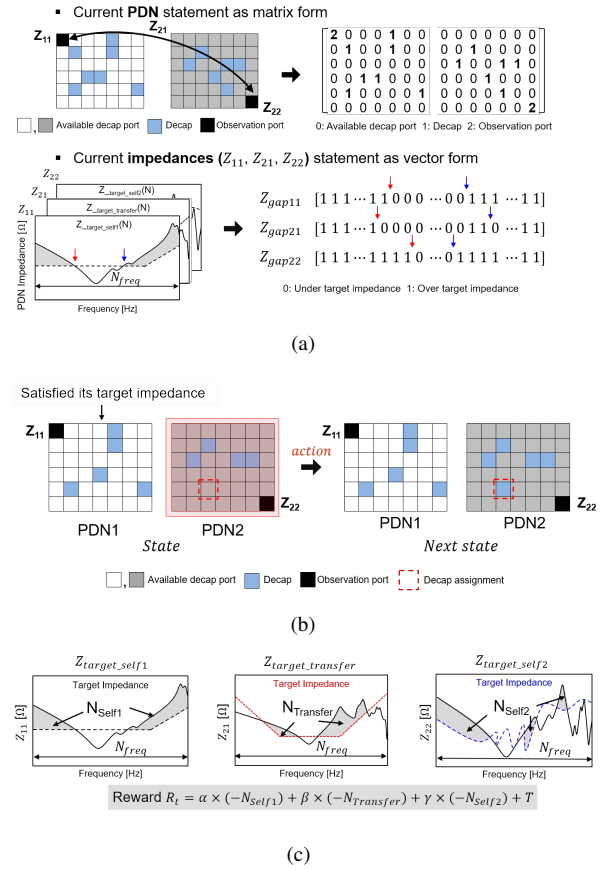 Current PDN statement as matrix form
Z11
Z21
Z22
2 0 0 0 1 0 0 0 0 0 0 0 0 0
0 1 0 0 1 0 0 0 0 1 0 0 0 0
0 0 0 0 0 0 0 0 0 0 0 1 1 0
0 0 1 1 0 0 0 0 0 0 1 0 0 0
0 1 0 0 0 1 0 0 0 1 0 0 0 0
0 0 0 0 0 0 0 0 0 0 0 0 0 2
, Available decap port Decap Observation port
0: Available decap port 1: Decap 2: Observation port
Current impedances (Z11, Z21, Z22) statement as vector form
Z22
Z21
Z11
Z_target_self2(N)
Z_target_transfer(N)
Z_target_self1(N)
PDN Impedance [Ω]
Nfreq
Frequency [Hz]
Zgap11 [1 1 1 ⋯ 1 1 0 0 0 ⋯ 0 0 1 1 1 ⋯ 1 1]
Zgap21 [1 1 1 ⋯ 1 0 0 0 0 ⋯ 0 0 1 1 0 ⋯ 1 1]
Zgap22 [1 1 1 ⋯ 1 1 1 1 0 ⋯ 0 1 1 1 1 ⋯ 1 1]
0: Under target impedance 1: Over target impedance
(a)
Satisfied its target impedance
Z11
Z22
action
Z11
Z22
PDN1 PDN2 PDN1 PDN2
State Next state
, Available decap port Decap Observation port Decap assignment
(b)
Ztarget_self1 Ztarget_transfer Ztarget_self2
Target Impedance
NSelf1
Nfreq
Z11 [Ω]
Frequency [Hz]
Target Impedance
NTransfer
Nfreq
Z21 [Ω]
Frequency [Hz]
Target Impedance
NSelf2
Nfreq
Z22 [Ω]
Frequency [Hz]
Reward Rt = α × (−NSelf1) + β × (−NTransfer) + γ × (−NSelf2) + T
(c)